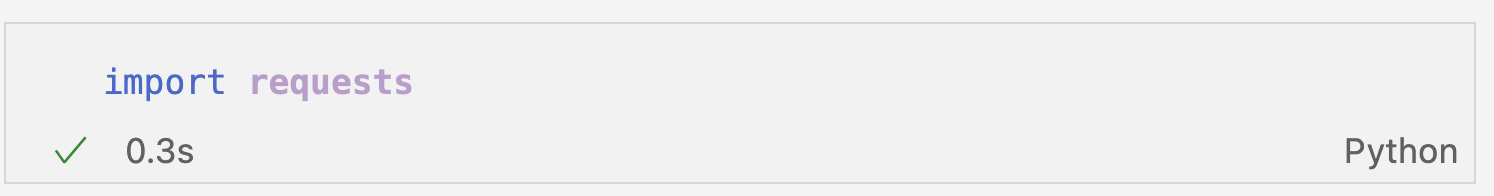 import requests
0.3s
Python